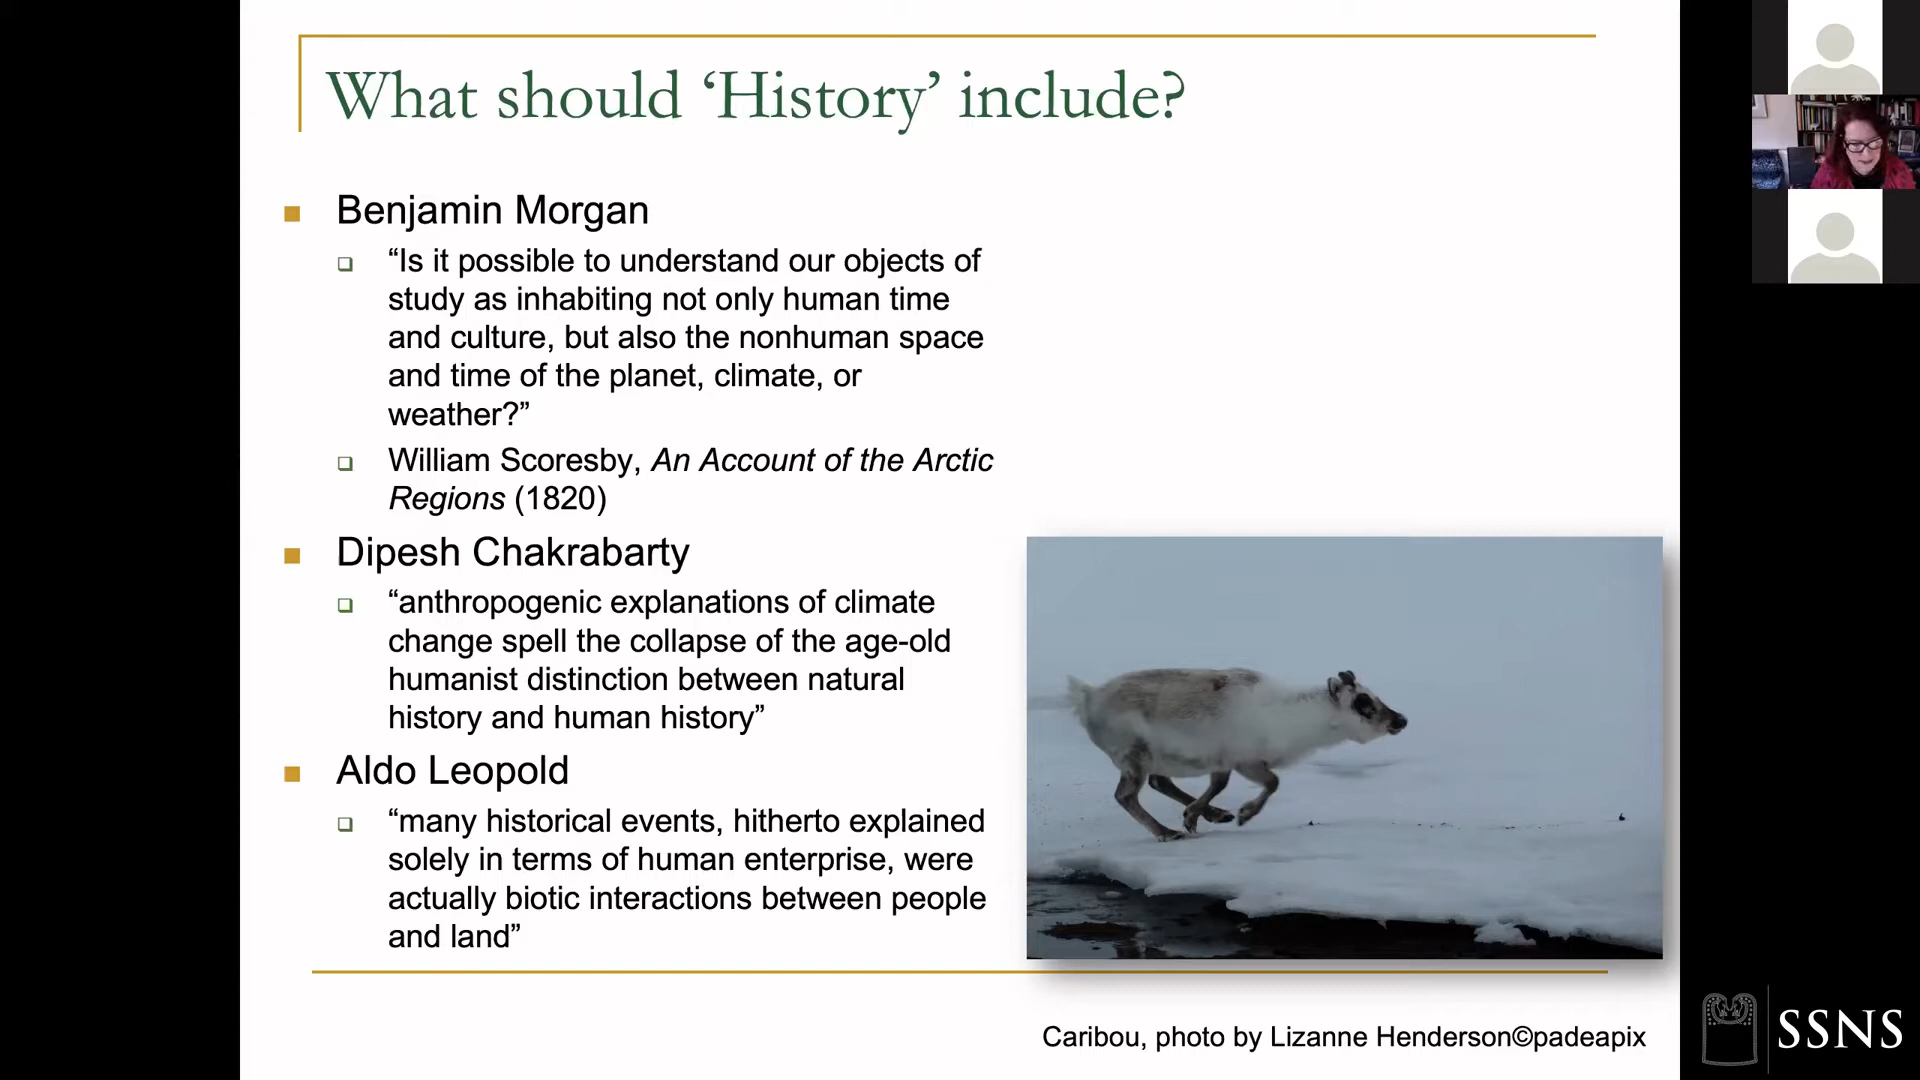 What should ‘History’ include?
Benjamin Morgan
“Is it possible to understand our objects of
study as inhabiting not only human time
and culture, but also the nonhuman space
and time of the planet, climate, or
weather?”
William Scoresby, An Account of the Arctic
Regions (1820)
Dipesh Chakrabarty
“anthropogenic explanations of climate
change spell the collapse of the age-old
humanist distinction between natural
history and human history”
Aldo Leopold
“many historical events, hitherto explained
solely in terms of human enterprise, were
actually biotic interactions between people
and land”
Caribou, photo by Lizanne Henderson©padeapix
SSNS